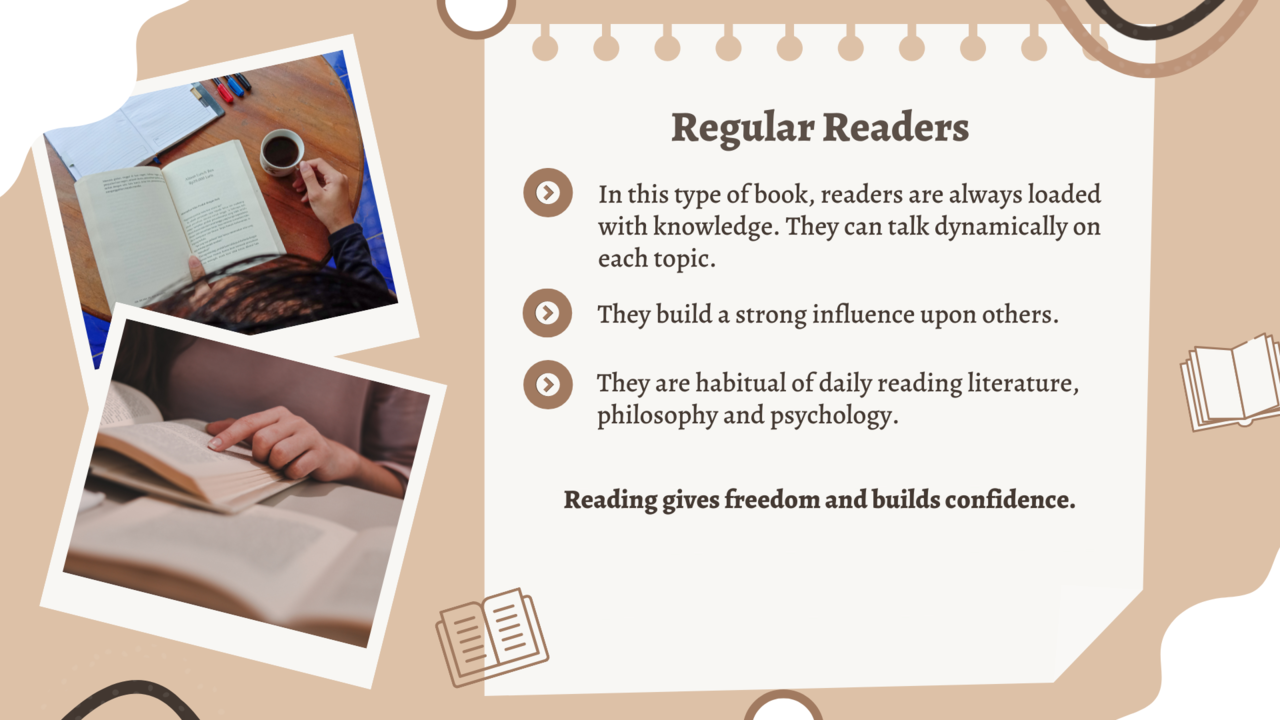 Regular Readers
In this type of book, readers are always loaded
with knowledge. They can talk dynamically on
each topic.
They build a strong influence upon others.
They are habitual of daily reading literature,
philosophy and psychology.
Reading gives freedom and builds confidence.